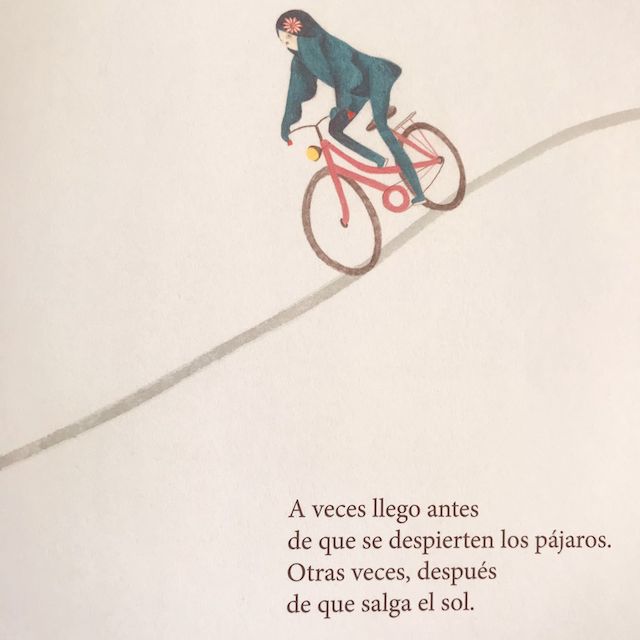 A veces llego antes
de que se despierten los pájaros.
Otras veces, después
de que salga el sol.